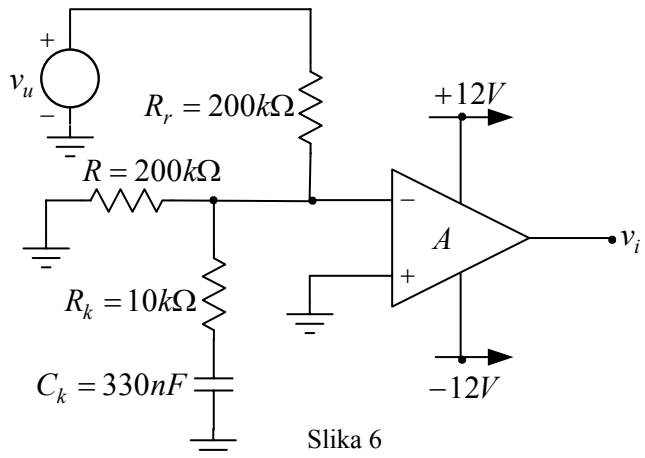 +
v_u
−
R_r = 200kΩ
+12V
R = 200kΩ
−
A
+
v_i
R_k = 10kΩ
C_k = 330nF
−12V
Slika 6